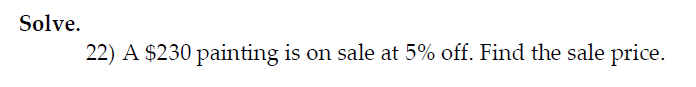 Solve.
22) A $230 painting is on sale at 5% off. Find the sale price.